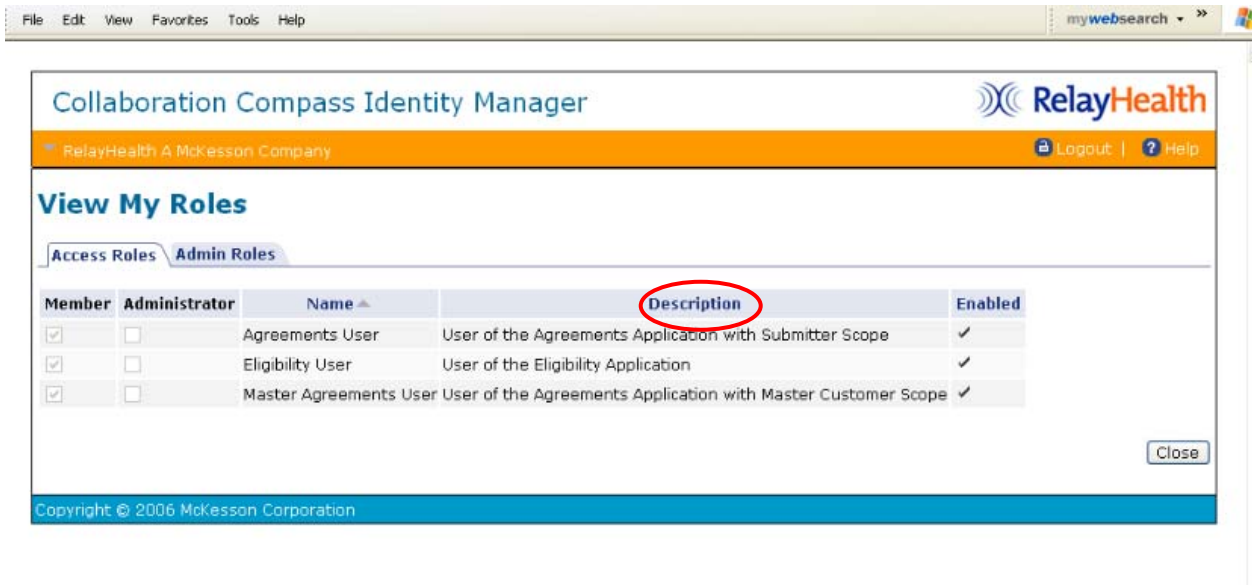 File Edit View Favorites Tools Help mywebsearch »
Collaboration Compass Identity Manager RelayHealth
RelayHealth A McKesson Company Logout | ? Help
View My Roles
Access Roles Admin Roles
Member Administrator Name Description Enabled
Agreements User User of the Agreements Application with Submitter Scope
Eligibility User User of the Eligibility Application
Master Agreements User User of the Agreements Application with Master Customer Scope
Close
Copyright © 2006 McKesson Corporation